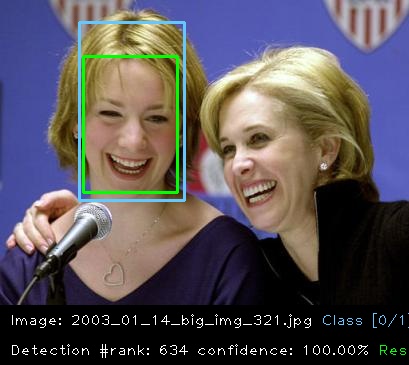 Image: 2003_01_14_big_img_321.jpg Class [0/1]
Detection #rank: 634 confidence: 100.00% Res